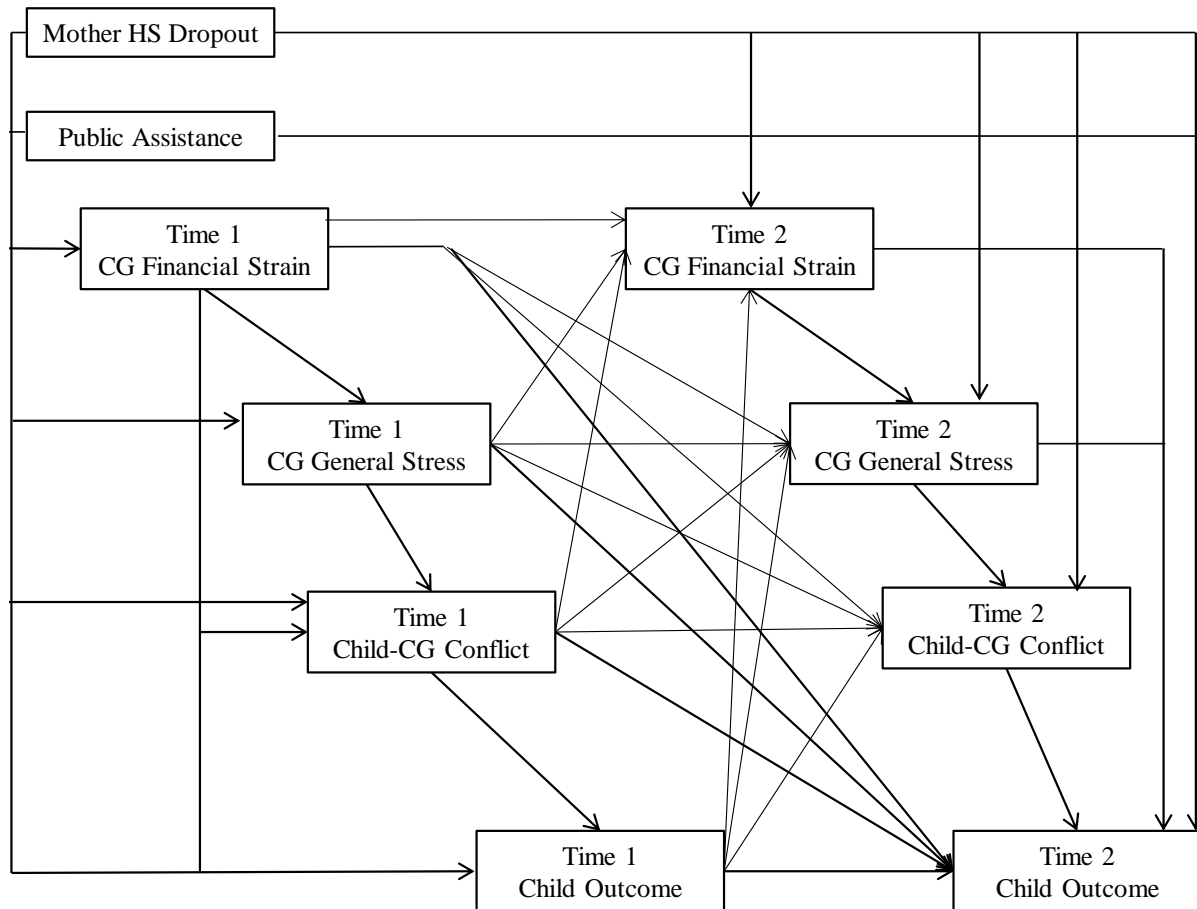 Mother HS Dropout
Public Assistance
Time 1
CG Financial Strain
Time 2
CG Financial Strain
Time 1
CG General Stress
Time 2
CG General Stress
Time 1
Child-CG Conflict
Time 2
Child-CG Conflict
Time 1
Child Outcome
Time 2
Child Outcome